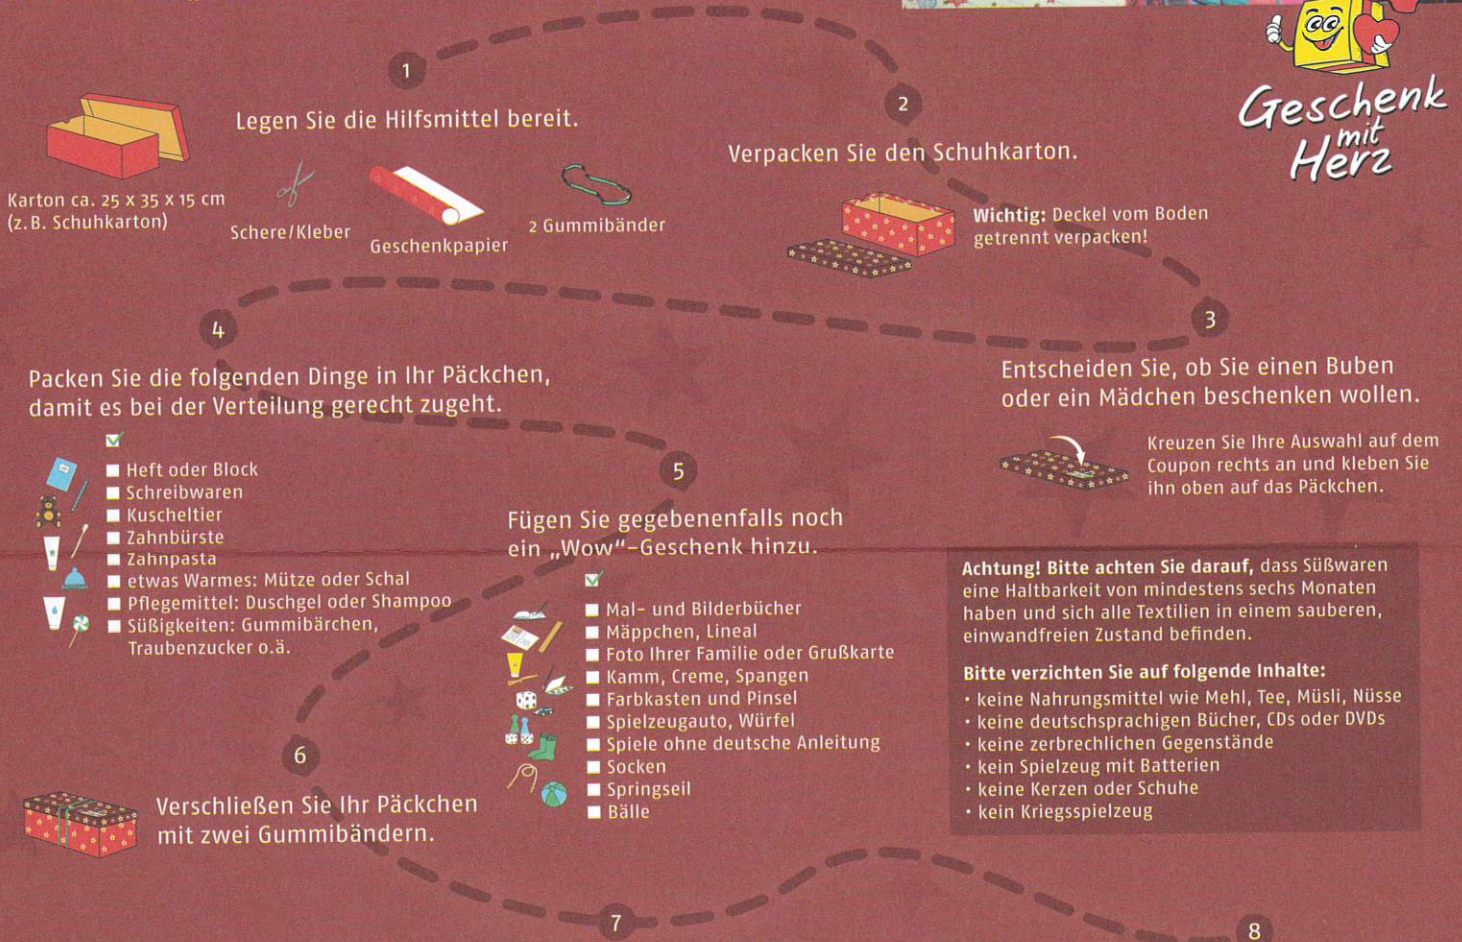 1
Legen Sie die Hilfsmittel bereit.
Karton ca. 25 x 35 x 15 cm
(z.B. Schuhkarton)
Schere/Kleber
Geschenkpapier
2 Gummibänder
2
Verpacken Sie den Schuhkarton.
Wichtig: Deckel vom Boden
getrennt verpacken!
Geschenk
mit
Herz
3
Entscheiden Sie, ob Sie einen Buben
oder ein Mädchen beschenken wollen.
Kreuzen Sie Ihre Auswahl auf dem
Coupon rechts an und kleben Sie
ihn oben auf das Päckchen.
4
Packen Sie die folgenden Dinge in Ihr Päckchen,
damit es bei der Verteilung gerecht zugeht.
Heft oder Block
Schreibwaren
Kuscheltier
Zahnbürste
Zahnpasta
etwas Warmes: Mütze oder Schal
Pflegemittel: Duschgel oder Shampoo
Süßigkeiten: Gummibärchen,
Traubenzucker o.ä.
5
Fügen Sie gegebenenfalls noch
ein „Wow“-Geschenk hinzu.
Mal- und Bilderbücher
Mäppchen, Lineal
Foto Ihrer Familie oder Grußkarte
Kamm, Creme, Spangen
Farbkasten und Pinsel
Spielzeugauto, Würfel
Spiele ohne deutsche Anleitung
Socken
Springseil
Bälle
Achtung! Bitte achten Sie darauf, dass Süßwaren
eine Haltbarkeit von mindestens sechs Monaten
haben und sich alle Textilien in einem sauberen,
einwandfreien Zustand befinden.
Bitte verzichten Sie auf folgende Inhalte:
· keine Nahrungsmittel wie Mehl, Tee, Müsli, Nüsse
· keine deutschsprachigen Bücher, CDs oder DVDs
· keine zerbrechlichen Gegenstände
· kein Spielzeug mit Batterien
· keine Kerzen oder Schuhe
· kein Kriegsspielzeug
6
Verschließen Sie Ihr Päckchen
mit zwei Gummibändern.
7
8